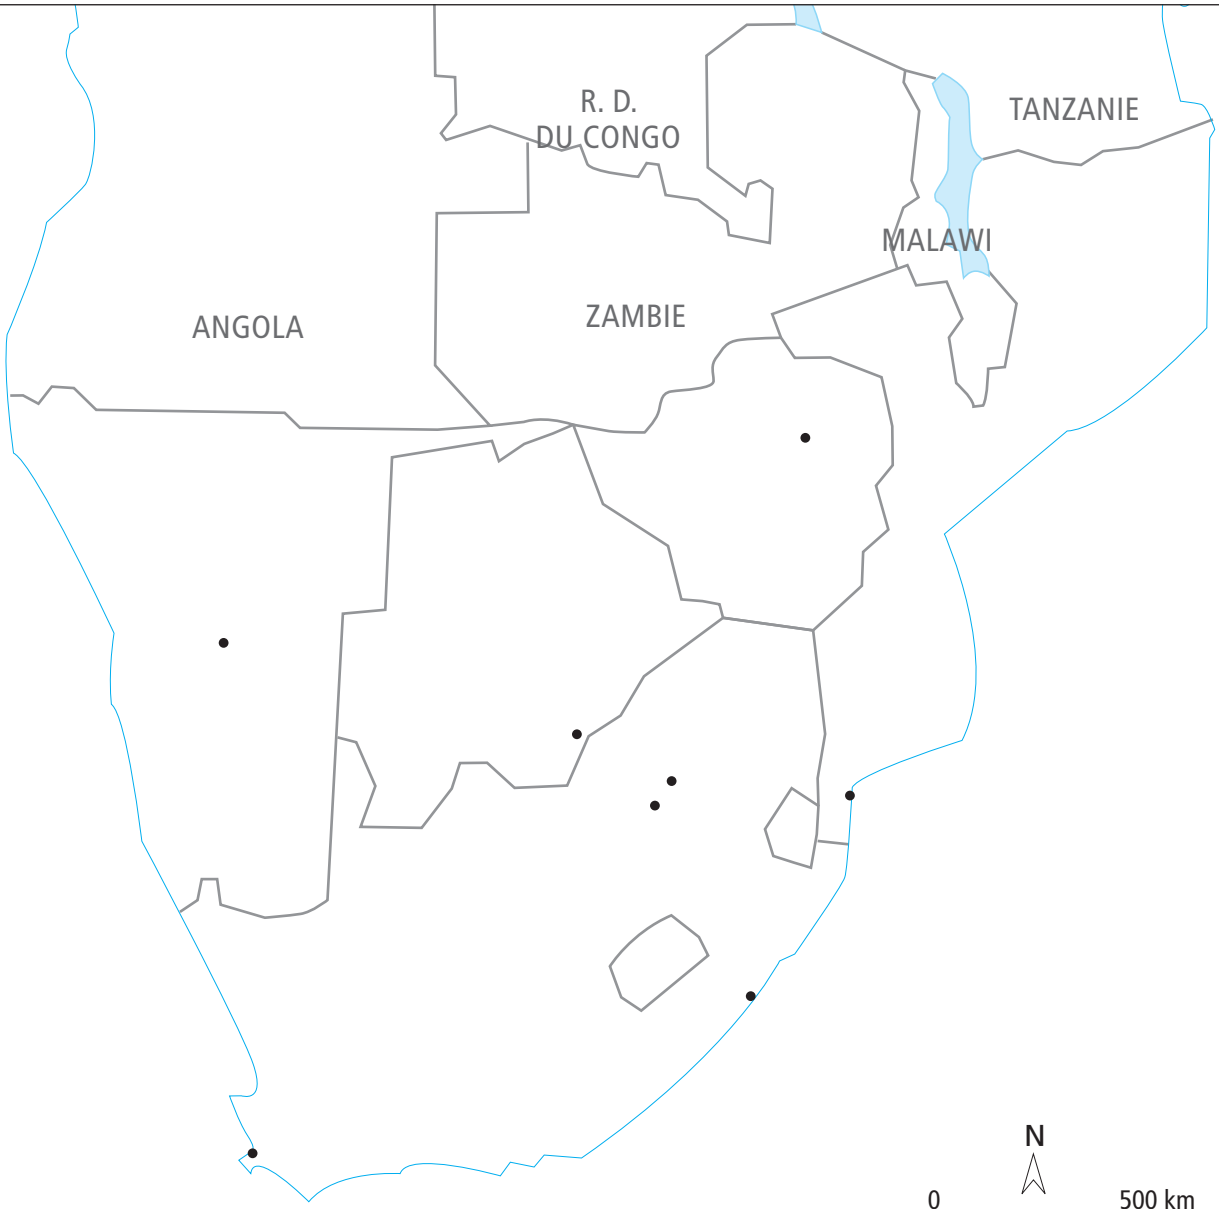 R. D.
DU CONGO
TANZANIE
MALAWI
ZAMBIE
ANGOLA
N
0 500 km